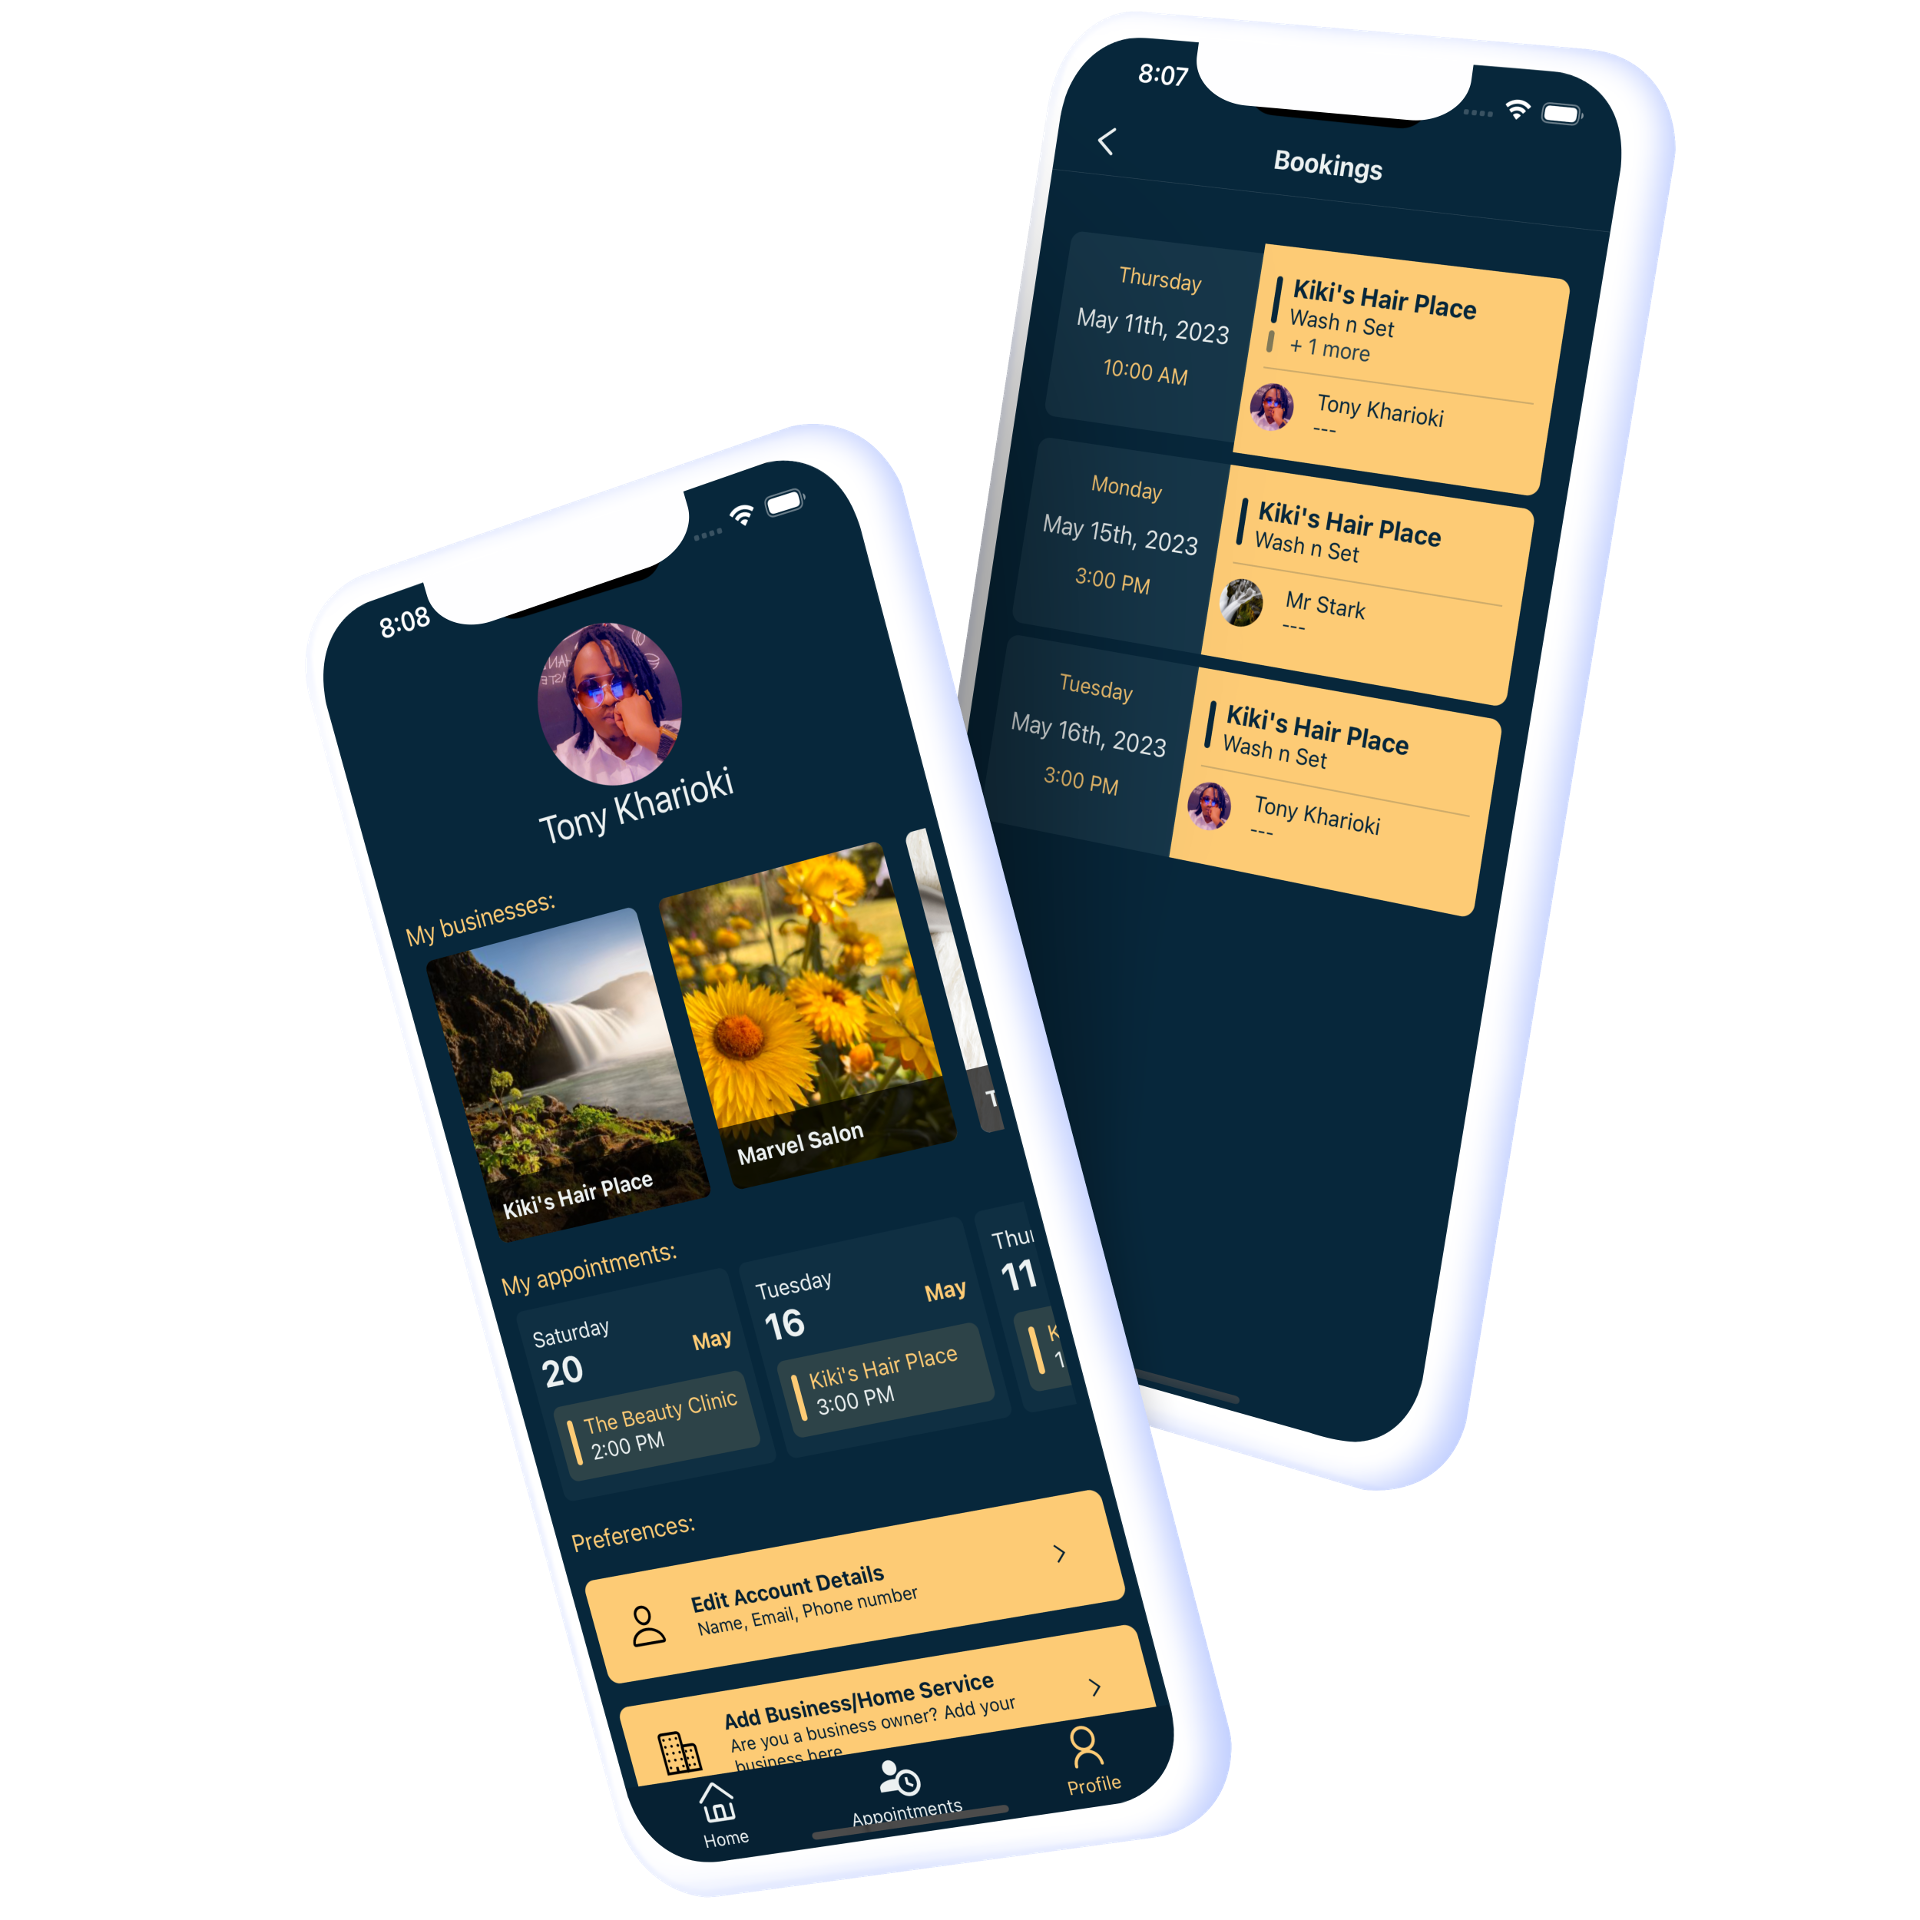 8:08
Tony Kharioki
My businesses:
Kiki's Hair Place
Marvel Salon
T
My appointments:
Saturday
20
May
The Beauty Clinic
2:00 PM
Tuesday
16
May
Kiki's Hair Place
3:00 PM
Thur
11
K
1
Preferences:
Edit Account Details
Name, Email, Phone number
Add Business/Home Service
Are you a business owner? Add your
business here
Home
Appointments
Profile
8:07
Bookings
Thursday
May 11th, 2023
10:00 AM
Kiki's Hair Place
Wash n Set
+ 1 more
Tony Kharioki
---
Monday
May 15th, 2023
3:00 PM
Kiki's Hair Place
Wash n Set
Mr Stark
---
Tuesday
May 16th, 2023
3:00 PM
Kiki's Hair Place
Wash n Set
Tony Kharioki
---